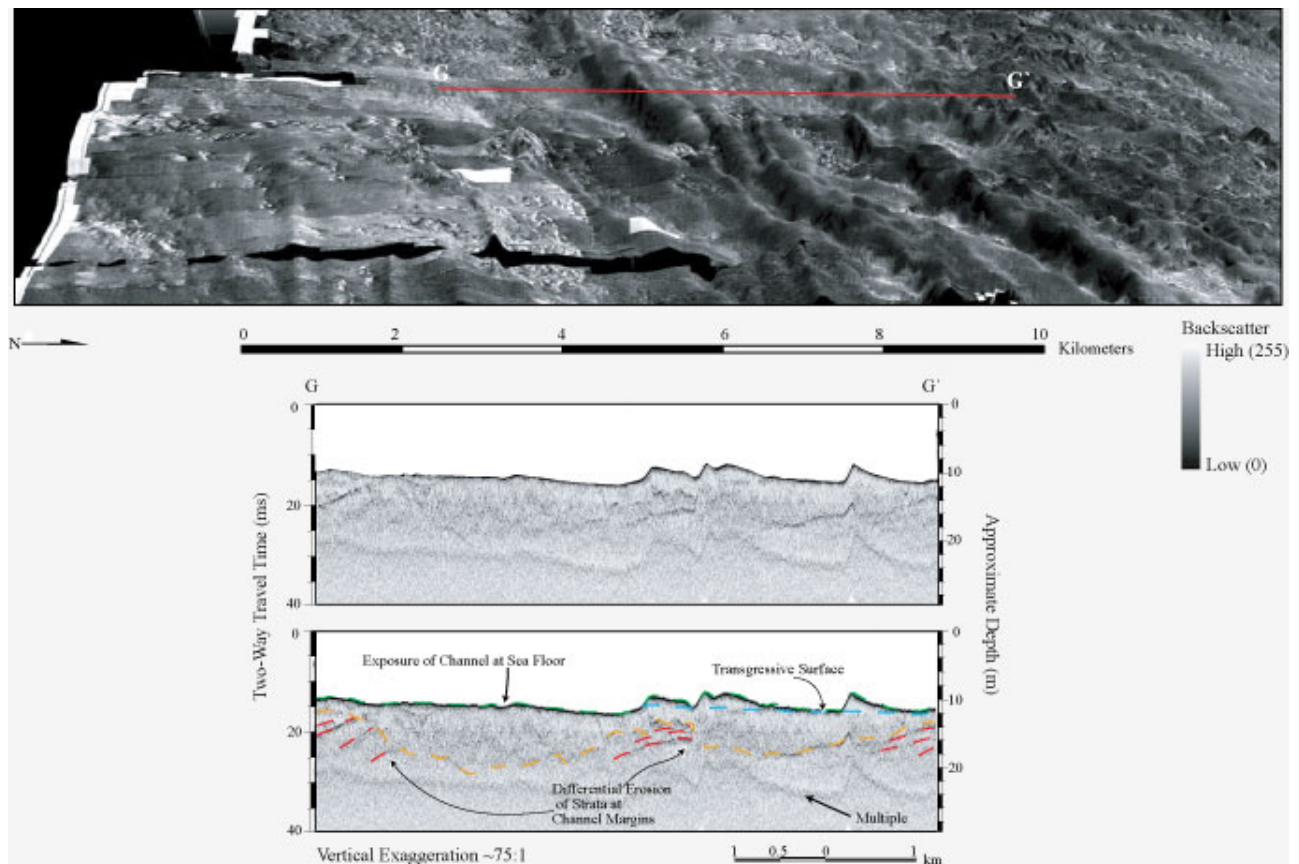 G
G`
N
0 2 4 6 8 10
Kilometers
Backscatter
High (255)
Low (0)
G
G´
0
20
40
0
10
20
Two-Way Travel Time (ms)
Approximate Depth (m)
0
20
40
0
10
20
Exposure of Channel at Sea Floor
Transgressive Surface
Differential Erosion
of Strata at
Channel Margins
Multiple
Vertical Exaggeration ~75:1
1 0.5 0 1
km